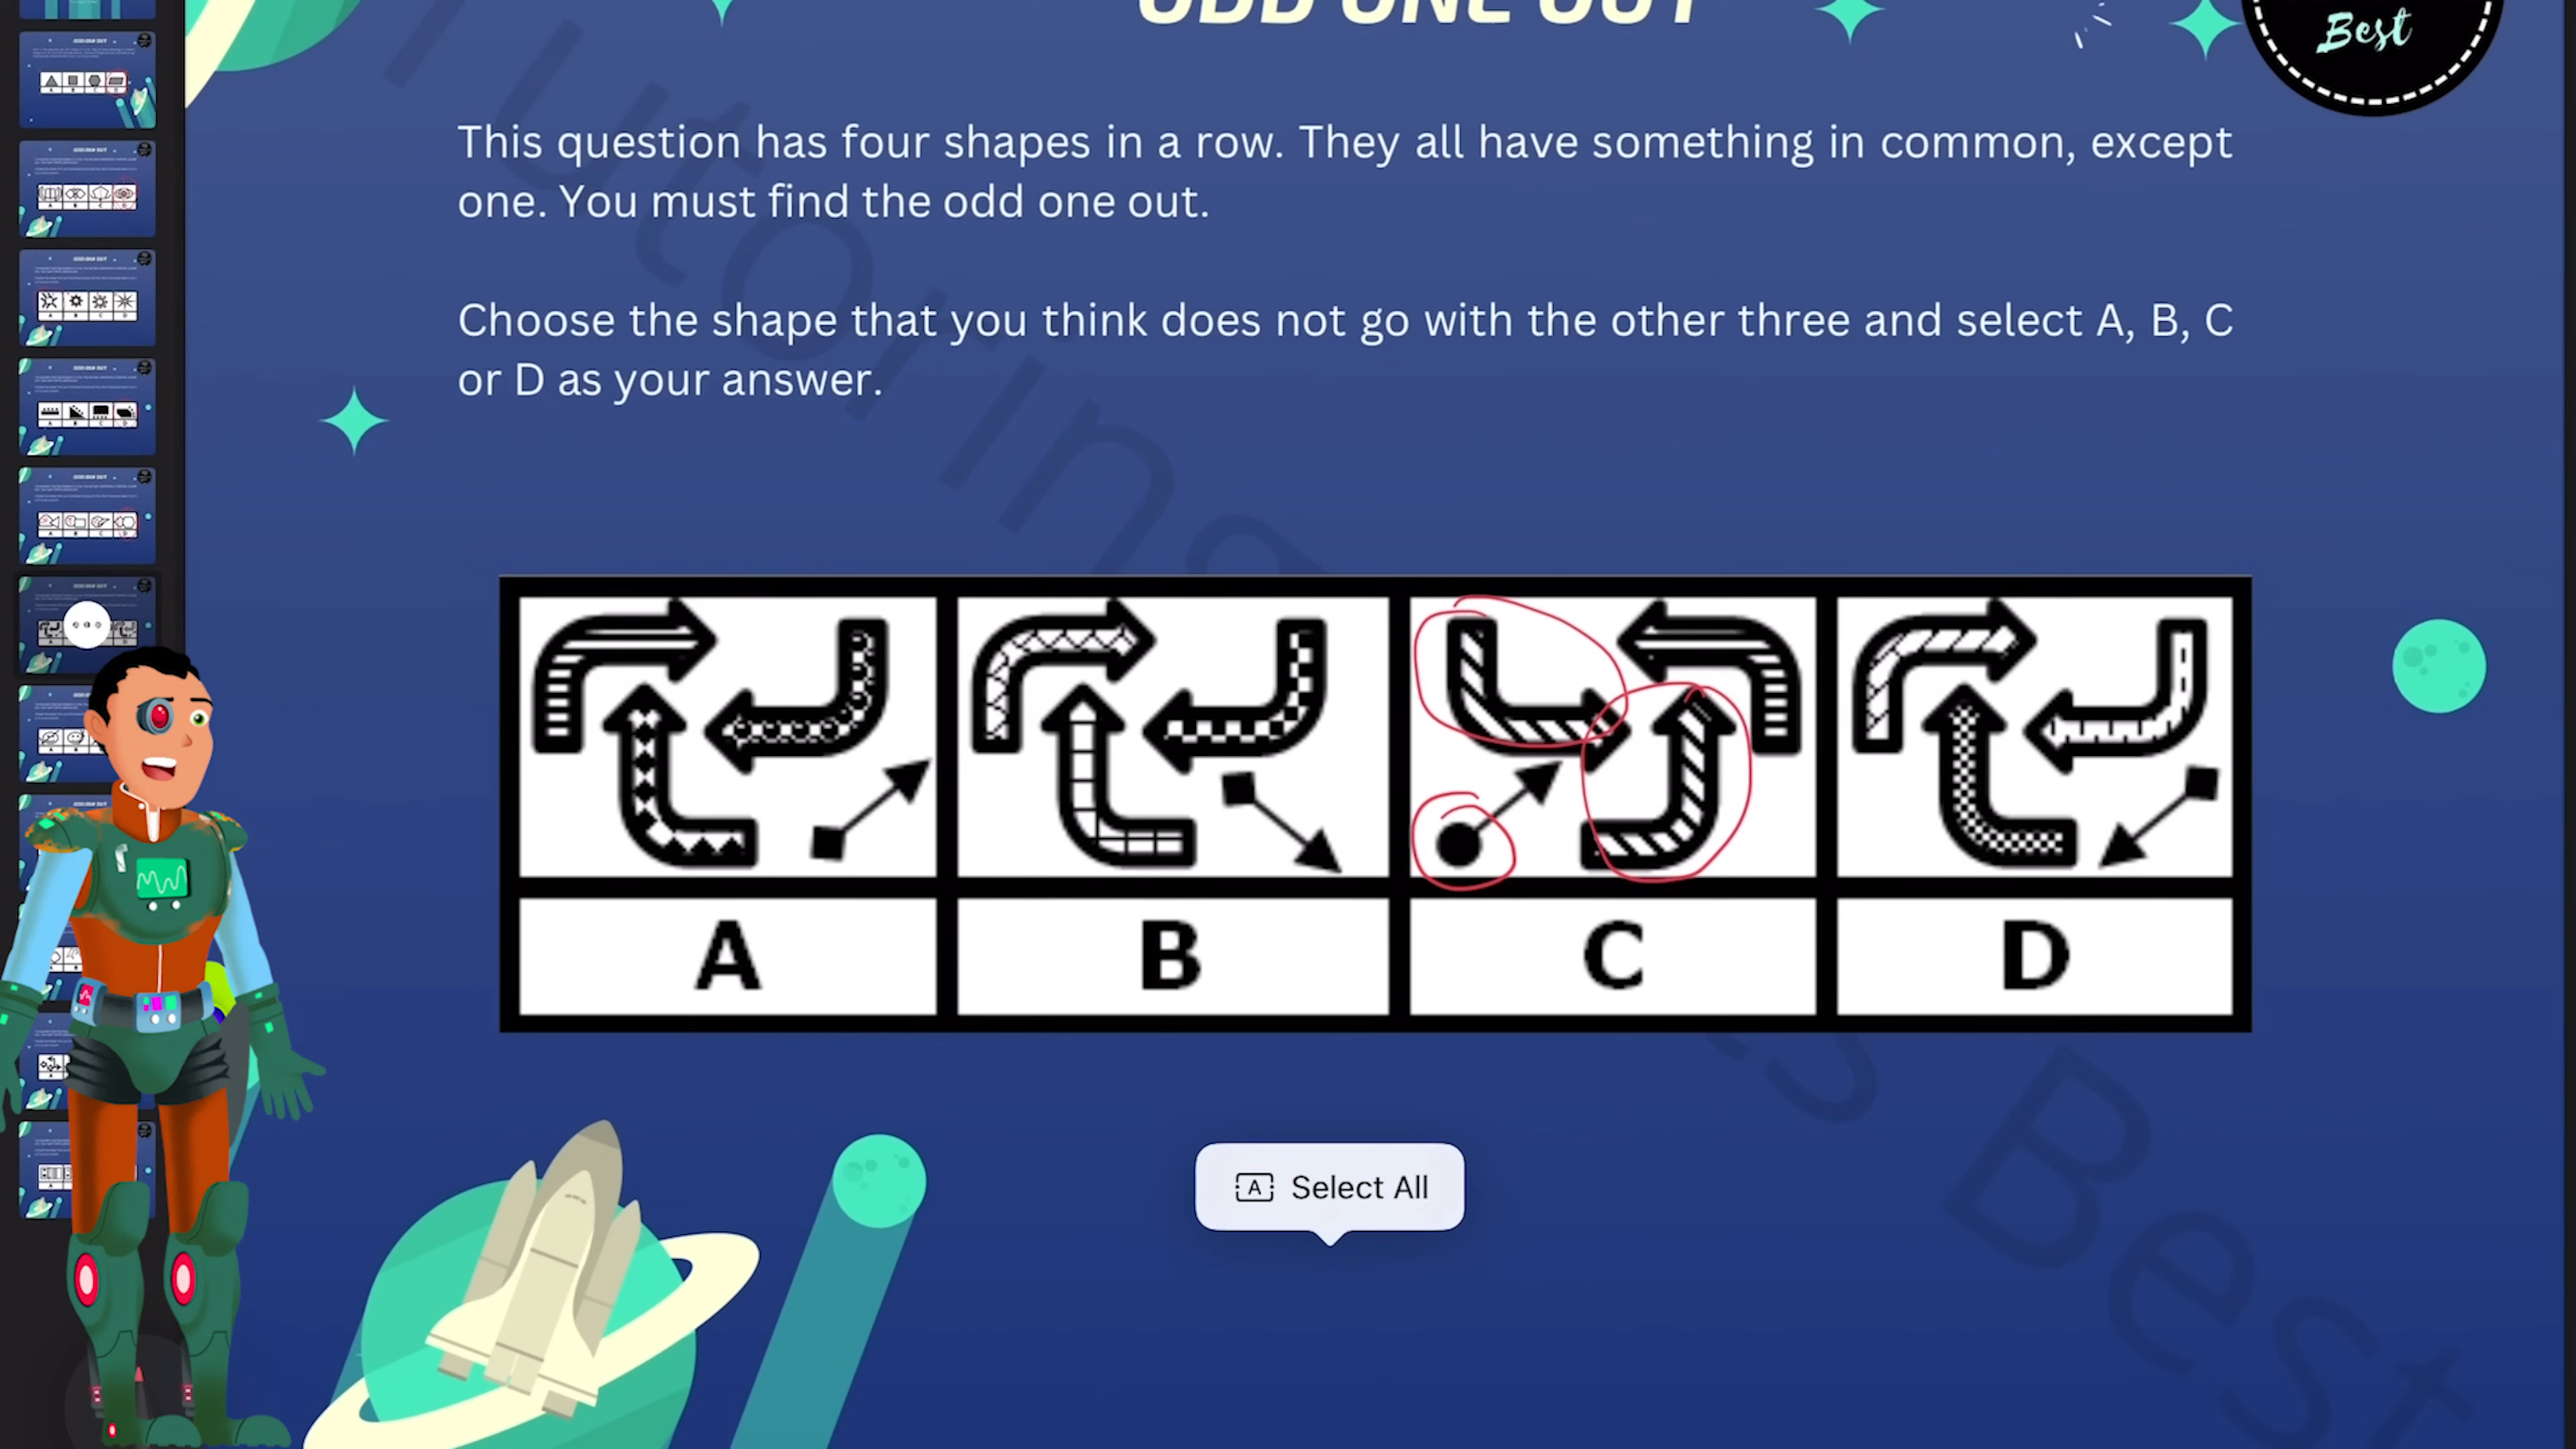 ODD ONE OUT
Best
This question has four shapes in a row. They all have something in common, except
one. You must find the odd one out.
Choose the shape that you think does not go with the other three and select A, B, C
or D as your answer.
A
B
C
D
Select All
Tutoring
Best